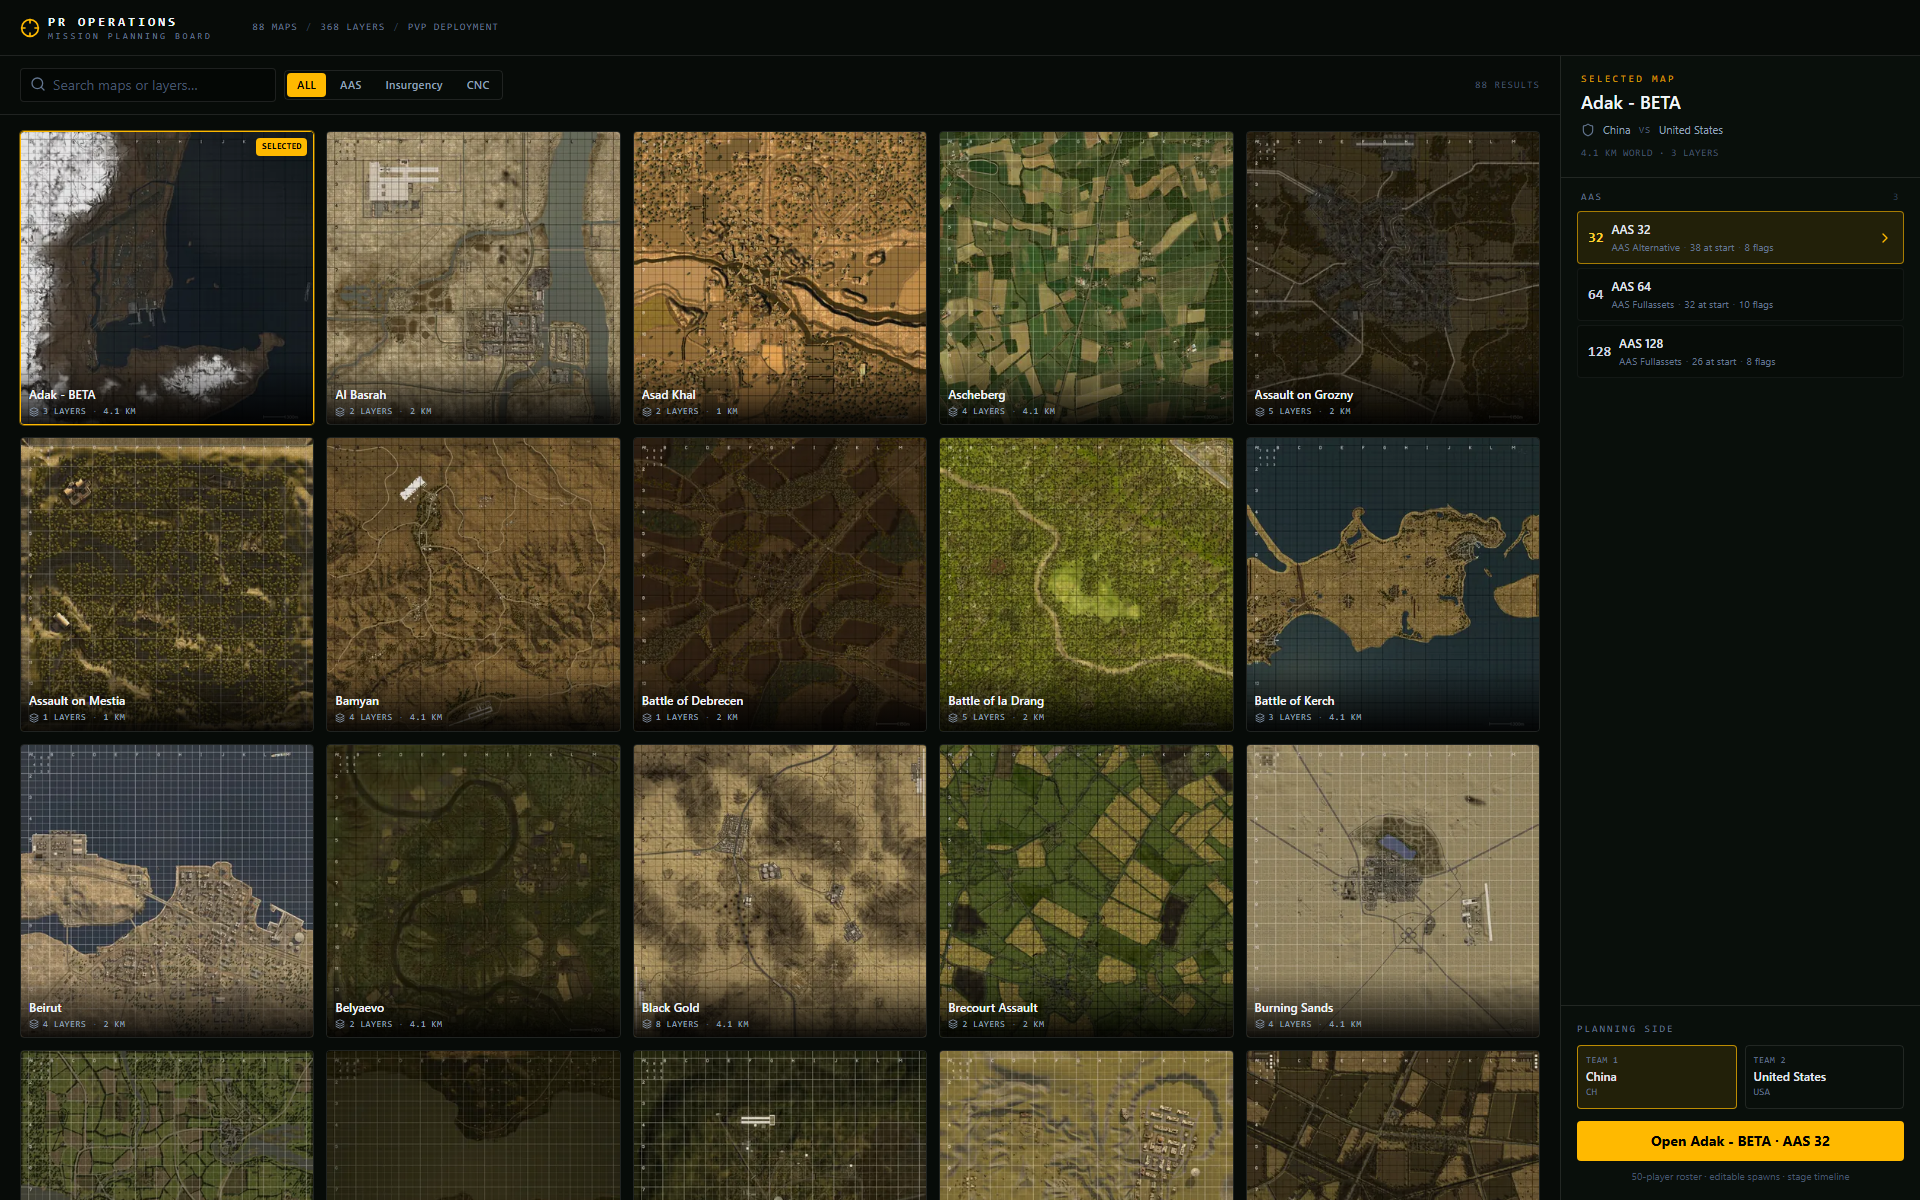 PR OPERATIONS
MISSION PLANNING BOARD
88 MAPS / 368 LAYERS / PVP DEPLOYMENT
Search maps or layers...
ALL
AAS
Insurgency
CNC
88 RESULTS
SELECTED
Adak - BETA
3 LAYERS · 4.1 KM
Al Basrah
2 LAYERS · 2 KM
Asad Khal
2 LAYERS · 1 KM
Ascheberg
4 LAYERS · 4.1 KM
Assault on Grozny
5 LAYERS · 2 KM
Assault on Mestia
1 LAYERS · 1 KM
Bamyan
4 LAYERS · 4.1 KM
Battle of Debrecen
1 LAYERS · 2 KM
Battle of Ia Drang
5 LAYERS · 2 KM
Battle of Kerch
3 LAYERS · 4.1 KM
Beirut
4 LAYERS · 2 KM
Belyaevo
2 LAYERS · 4.1 KM
Black Gold
8 LAYERS · 4.1 KM
Brecourt Assault
2 LAYERS · 2 KM
Burning Sands
4 LAYERS · 4.1 KM
SELECTED MAP
Adak - BETA
China VS United States
4.1 KM WORLD · 3 LAYERS
AAS 3
32 AAS 32
AAS Alternative · 38 at start · 8 flags
64 AAS 64
AAS Fullassets · 32 at start · 10 flags
128 AAS 128
AAS Fullassets · 26 at start · 8 flags
PLANNING SIDE
TEAM 1
China
CH
TEAM 2
United States
USA
Open Adak - BETA · AAS 32
50-player roster · editable spawns · stage timeline